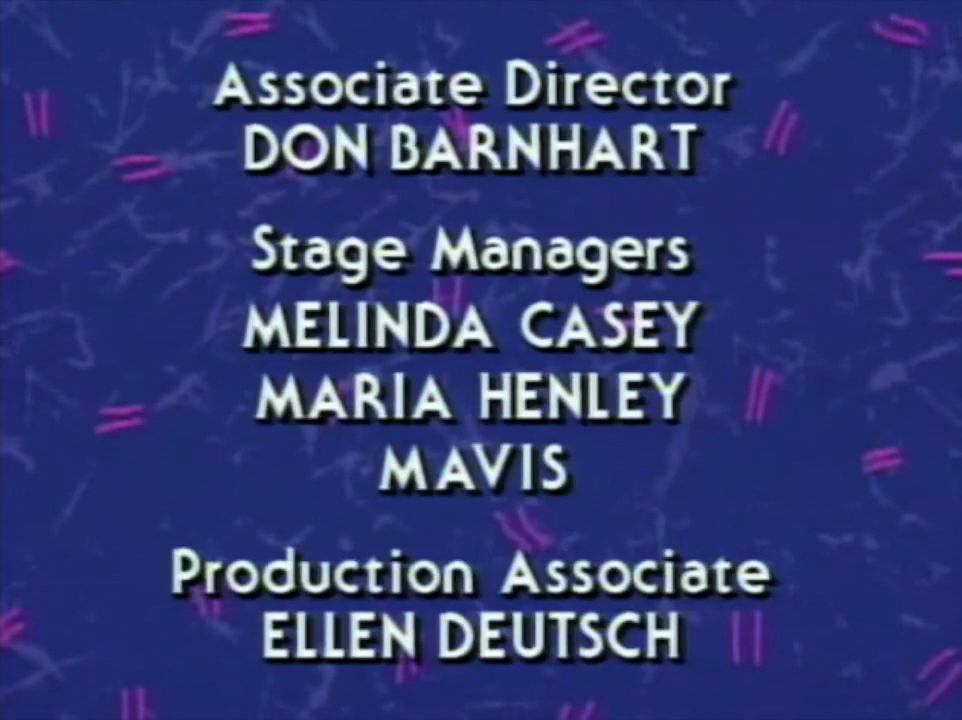 Associate Director
DON BARNHART
Stage Managers
MELINDA CASEY
MARIA HENLEY
MAVIS
Production Associate
ELLEN DEUTSCH